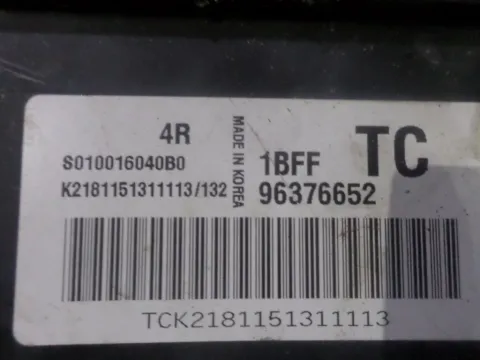 4R
S010016040B0
K2181151311113/132
MADE IN KOREA
1BFF
96376652
TC
TCK2181151311113